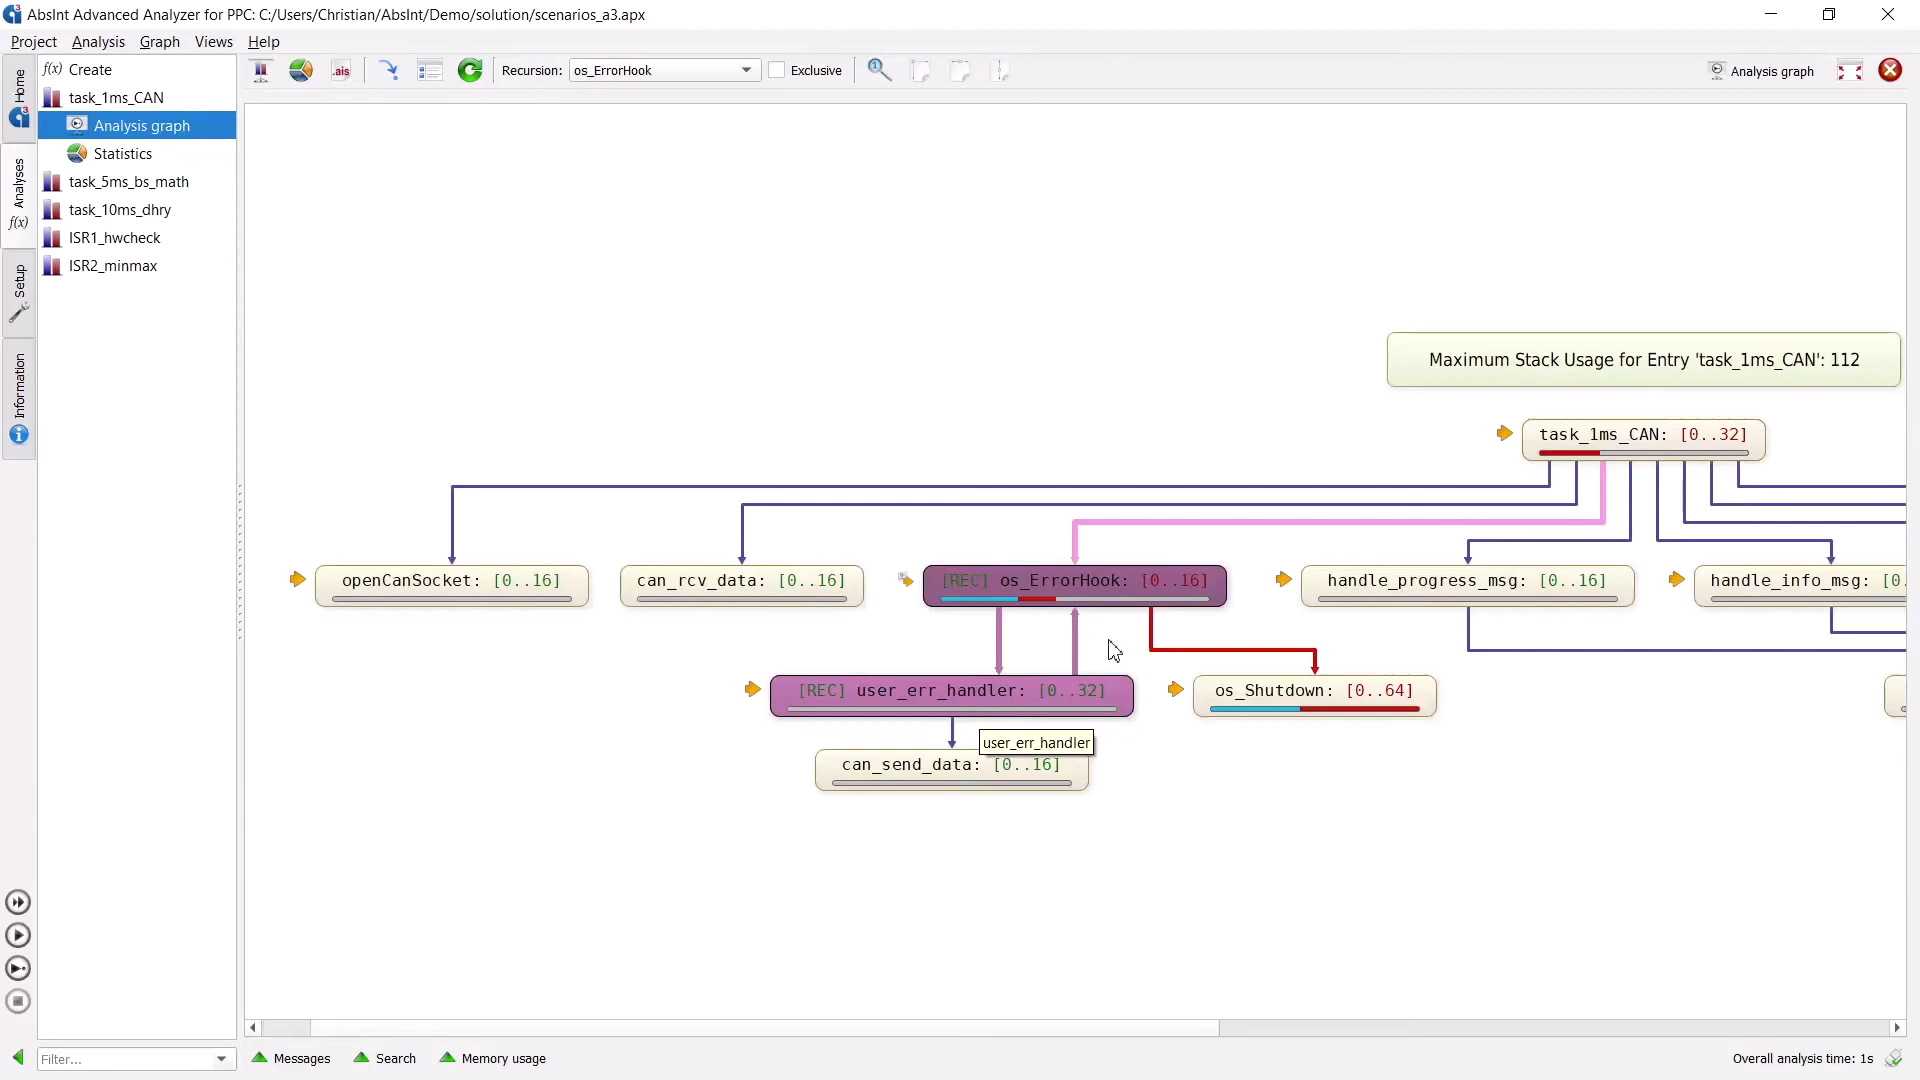 AbsInt Advanced Analyzer for PPC: C:/Users/Christian/AbsInt/Demo/solution/scenarios_a3.apx
Project Analysis Graph Views Help
Home
Analyses
f(x)
Setup
Information
f(x) Create
task_1ms_CAN
Analysis graph
Statistics
task_5ms_bs_math
task_10ms_dhry
ISR1_hwcheck
ISR2_minmax
.ais
Recursion: os_ErrorHook
Exclusive
Analysis graph
Maximum Stack Usage for Entry 'task_1ms_CAN': 112
task_1ms_CAN: [0..32]
openCanSocket: [0..16]
can_rcv_data: [0..16]
[REC] os_ErrorHook: [0..16]
handle_progress_msg: [0..16]
handle_info_msg: [0.
[REC] user_err_handler: [0..32]
os_Shutdown: [0..64]
user_err_handler
can_send_data: [0..16]
Filter...
Messages
Search
Memory usage
Overall analysis time: 1s